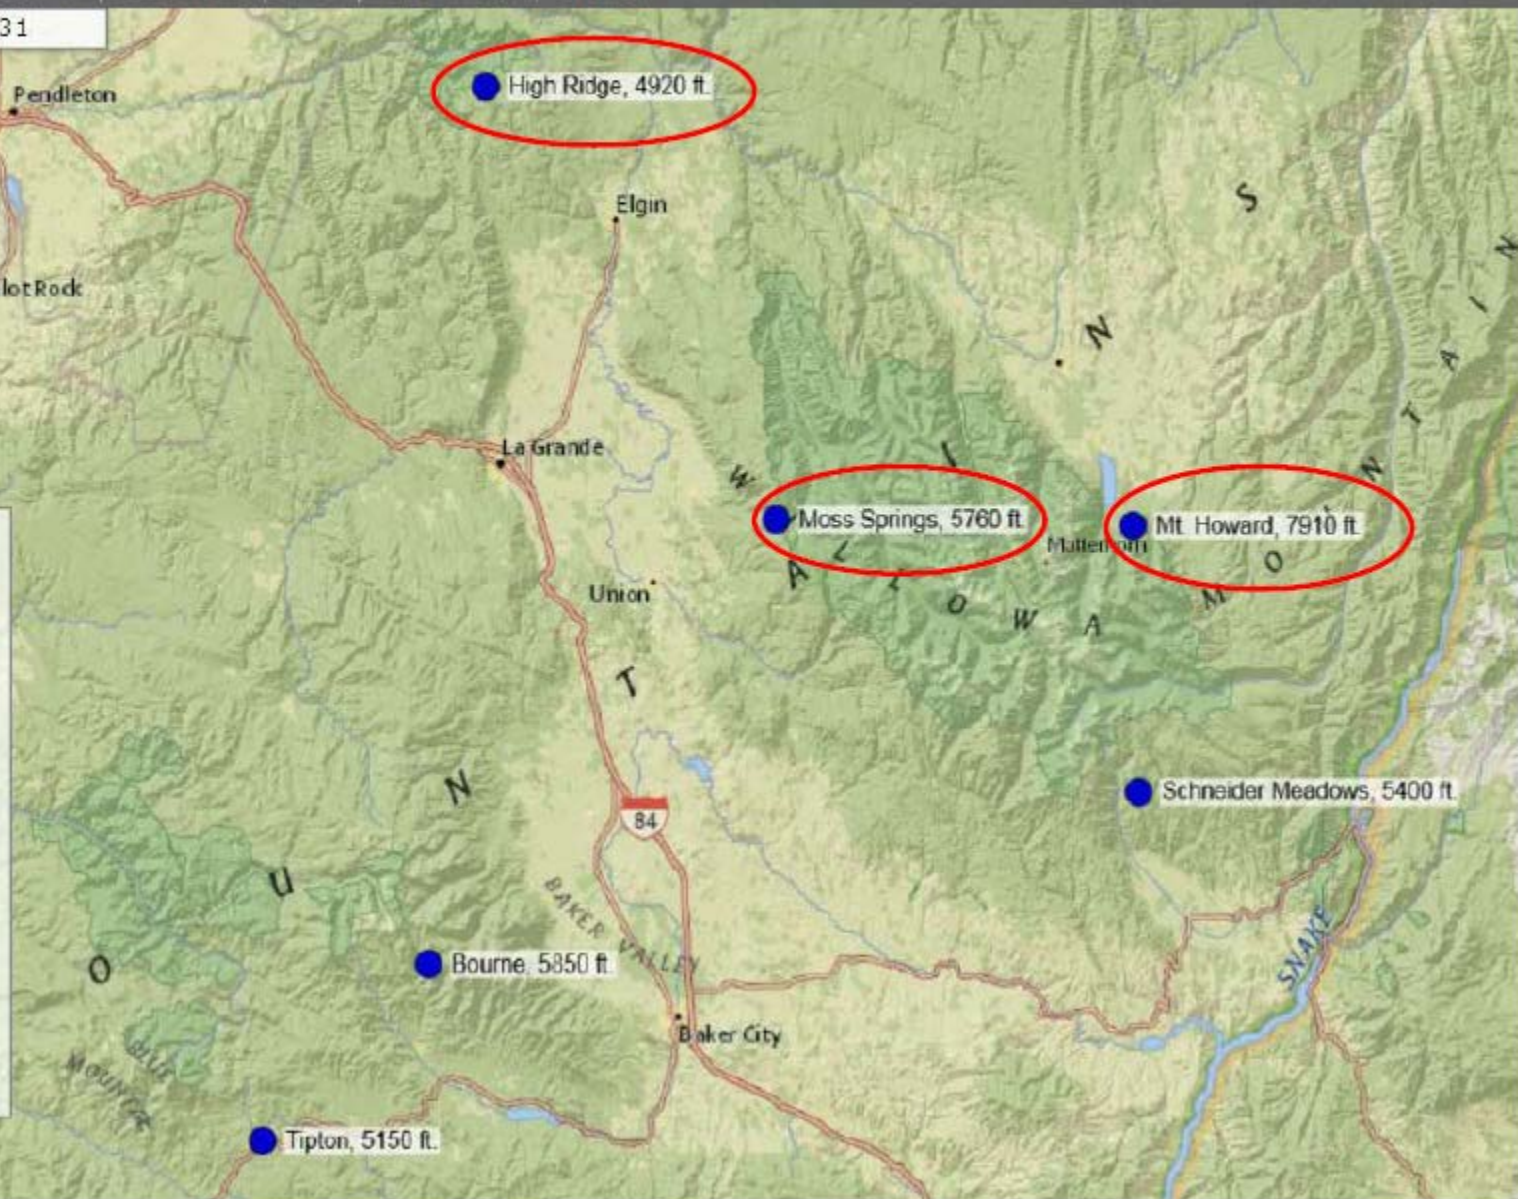 31
High Ridge, 4920 ft.
Pendleton
S
Elgin
N
lot Rock
N
I
A
T
La Grande
I
N
W
Moss Springs, 5760 ft.
Mt. Howard, 7910 ft.
Matterhorn
U
A
L
L
O
W
A
M
O
Union
T
N
Schneider Meadows, 5400 ft.
84
U
BAKER VALLEY
SNAKE
O
Bourne, 5850 ft.
Baker City
BLUE
Tipton, 5150 ft.